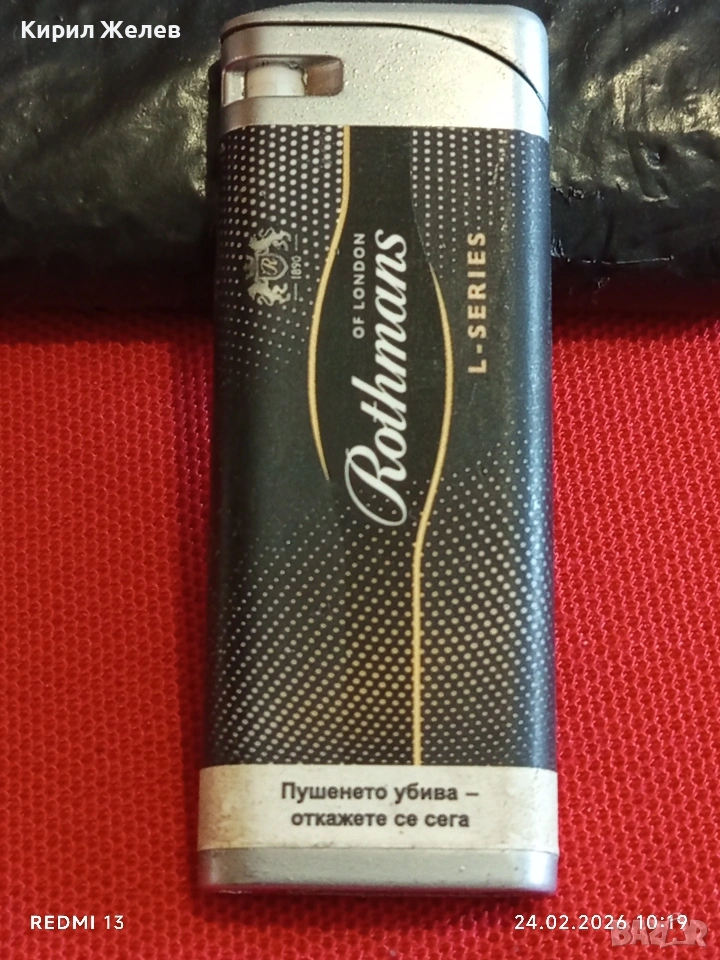 Кирил Желев
R
1890
OF LONDON
Rothmans
L-SERIES
Пушенето убива –
откажете се сега
REDMI 13
24.02.2026 10:19
BAZAR